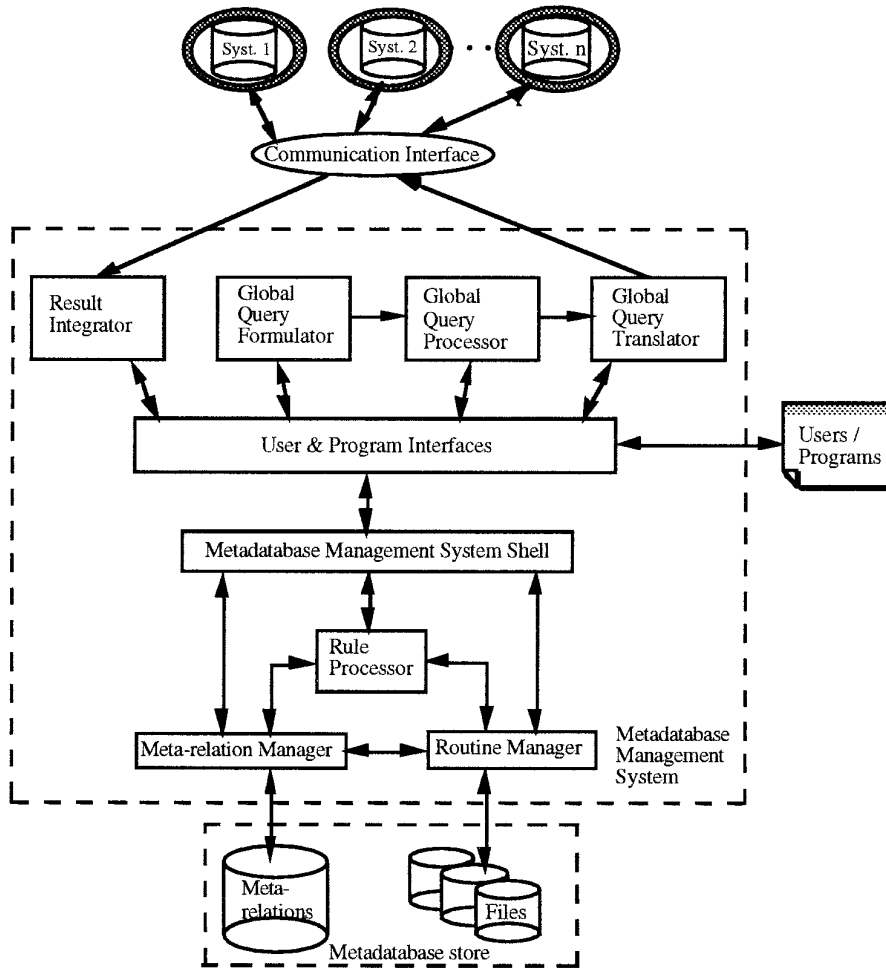 Syst. 1
Syst. 2
Syst. n
Communication Interface
Result
Integrator
Global
Query
Formulator
Global
Query
Processor
Global
Query
Translator
User & Program Interfaces
Users /
Programs
Metadatabase Management System Shell
Rule
Processor
Meta-relation Manager
Routine Manager
Metadatabase
Management
System
Meta-
relations
Files
Metadatabase store